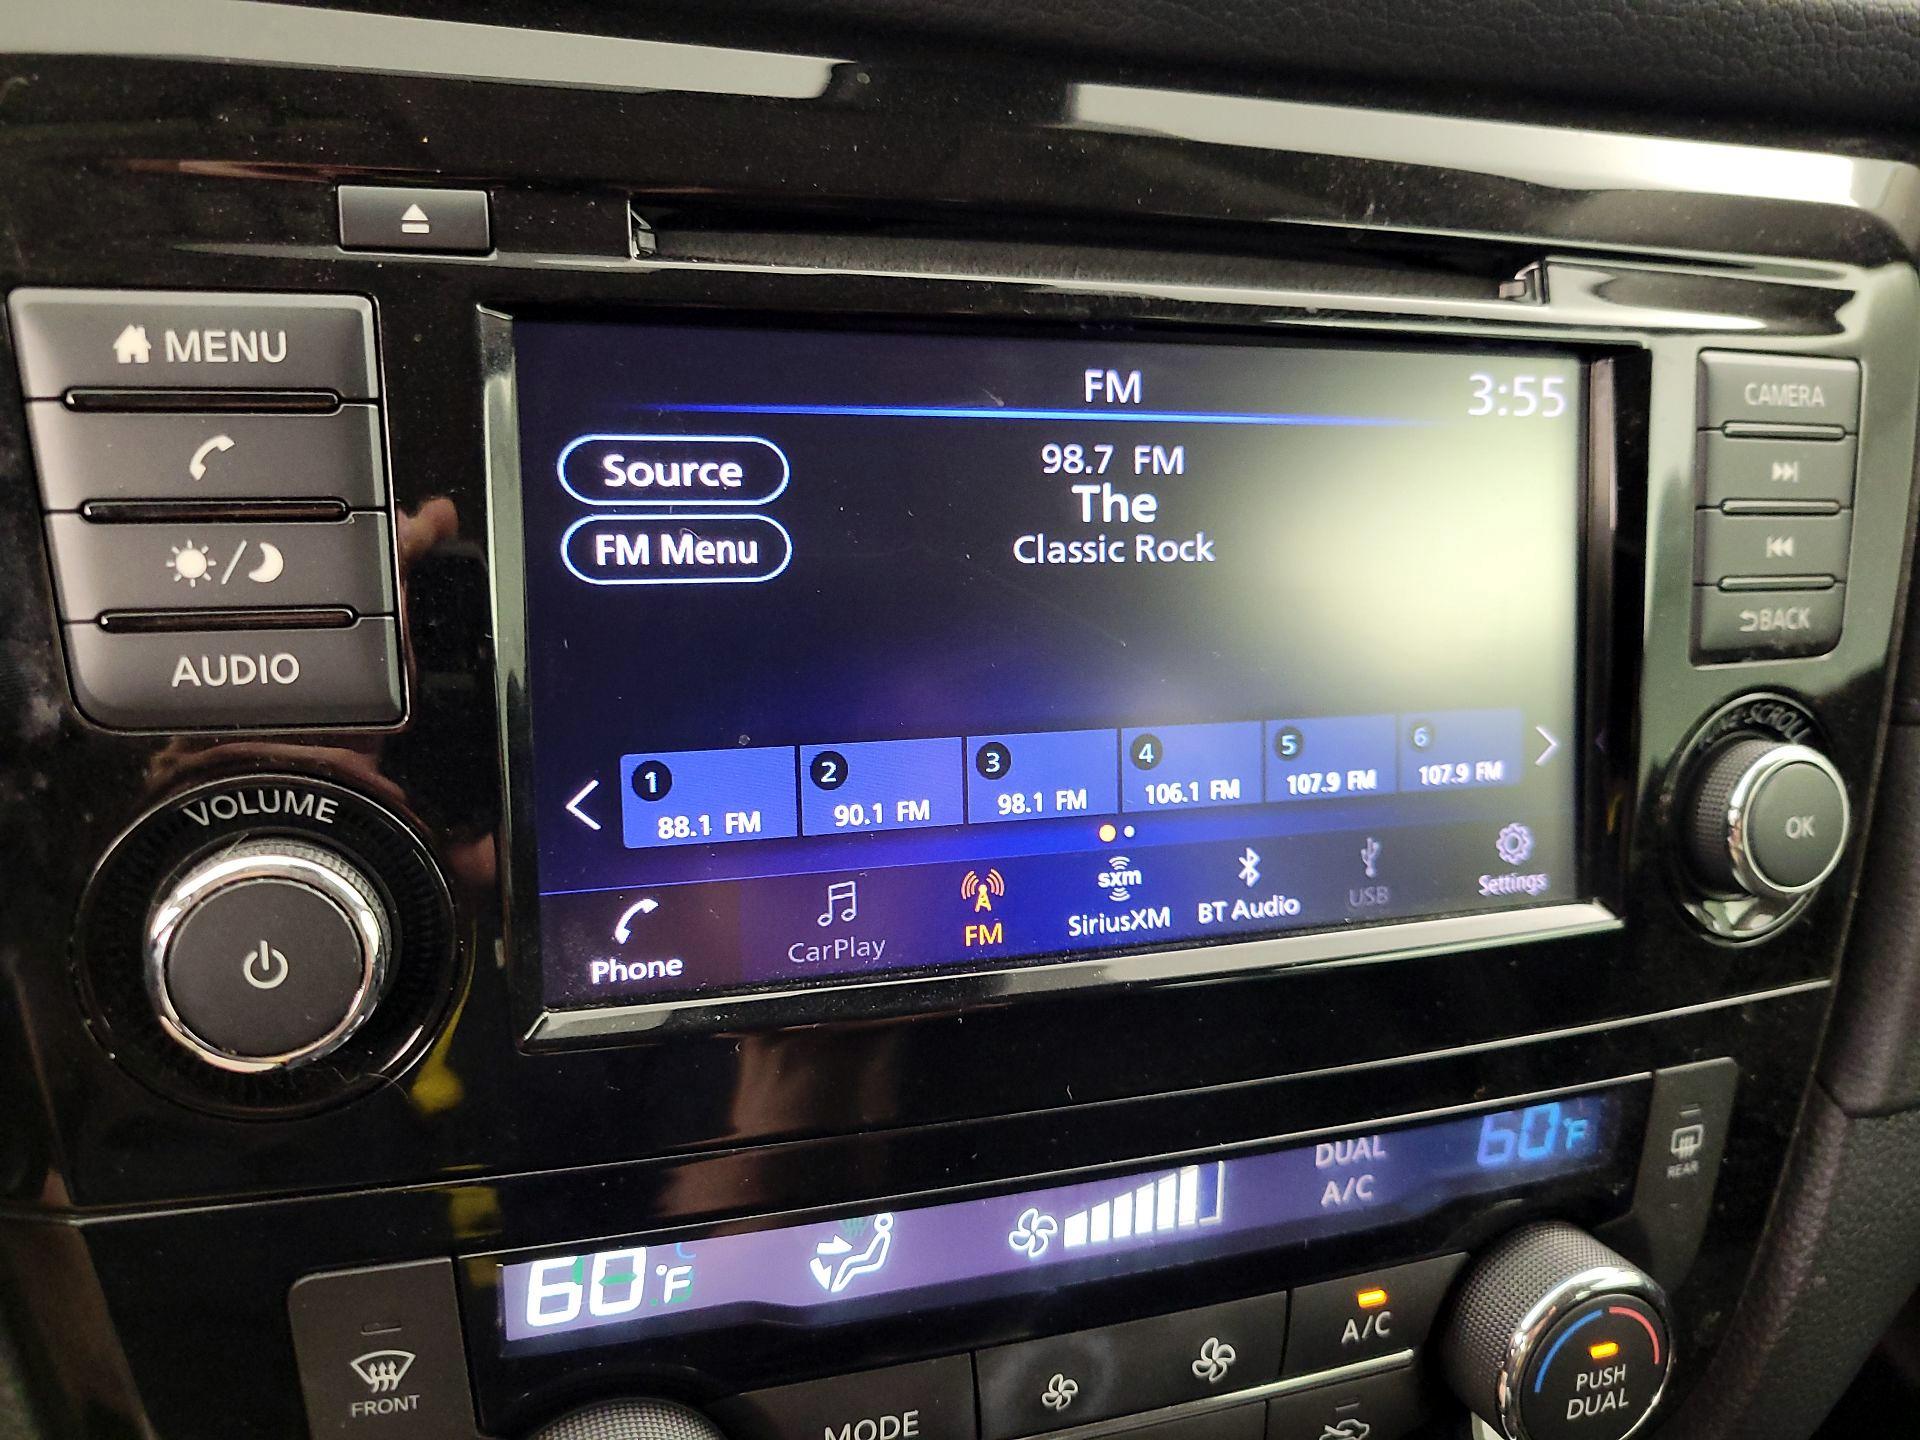 MENU
AUDIO
VOLUME
FM
3:55
Source
FM Menu
98.7 FM
The
Classic Rock
1
88.1 FM
2
90.1 FM
3
98.1 FM
4
106.1 FM
5
107.9 FM
6
107.9 FM
Phone
CarPlay
FM
sxm
SiriusXM
BT Audio
USB
Settings
CAMERA
BACK
TUNE·SCROLL
OK
60°F
DUAL
A/C
60°F
REAR
FRONT
MODE
A/C
PUSH
DUAL